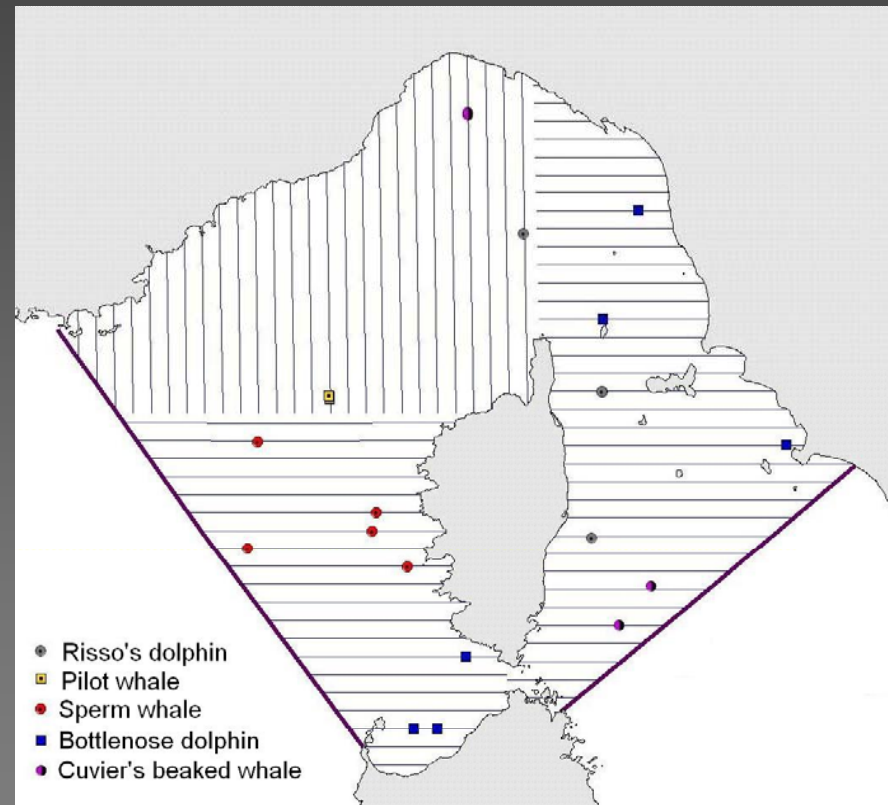 Risso's dolphin
Pilot whale
Sperm whale
Bottlenose dolphin
Cuvier's beaked whale